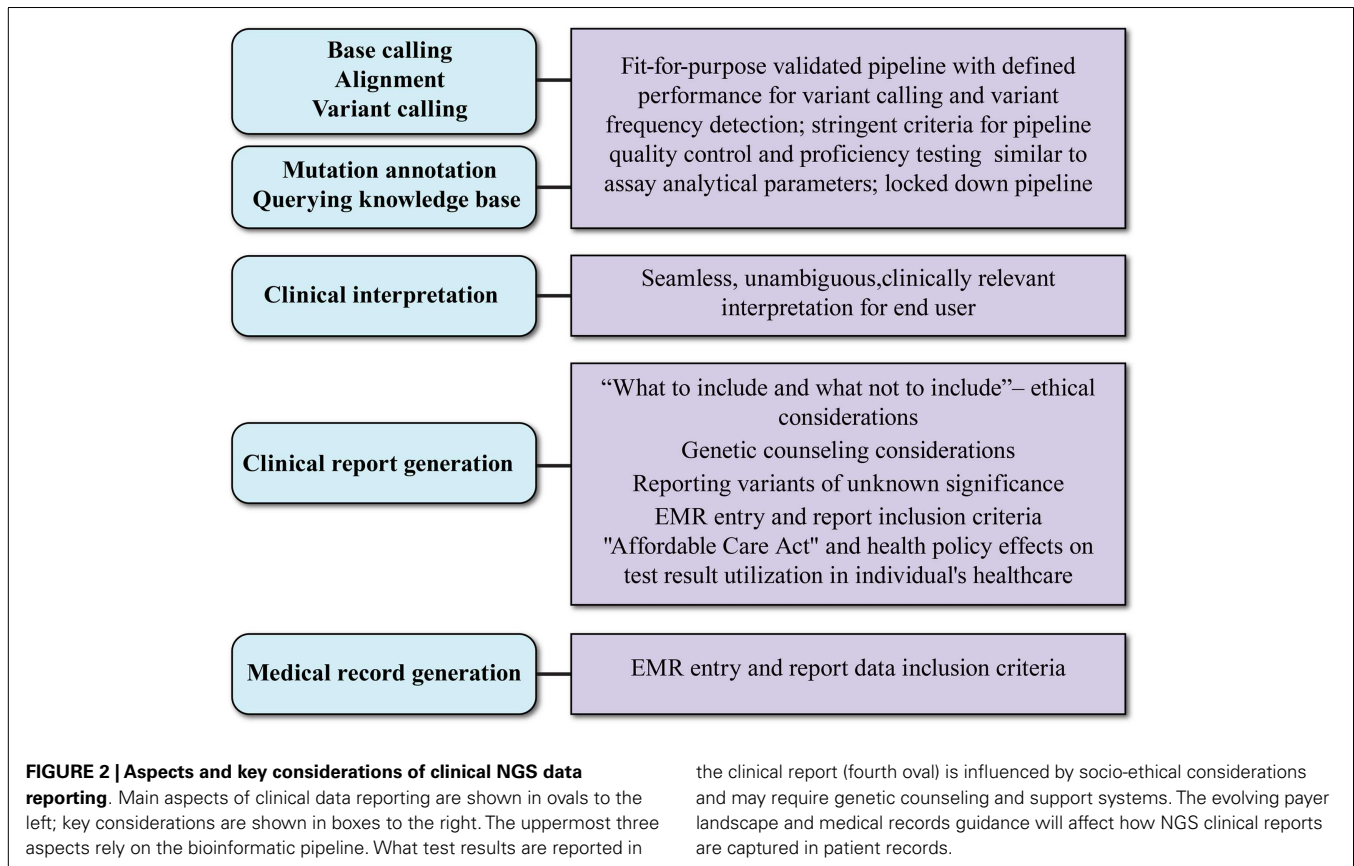 Base calling
Alignment
Variant calling
Fit-for-purpose validated pipeline with defined
performance for variant calling and variant
frequency detection; stringent criteria for pipeline
quality control and proficiency testing similar to
assay analytical parameters; locked down pipeline
Mutation annotation
Querying knowledge base
Clinical interpretation
Seamless, unambiguous,clinically relevant
interpretation for end user
Clinical report generation
“What to include and what not to include”– ethical
considerations
Genetic counseling considerations
Reporting variants of unknown significance
EMR entry and report inclusion criteria
"Affordable Care Act" and health policy effects on
test result utilization in individual's healthcare
Medical record generation
EMR entry and report data inclusion criteria
FIGURE 2 | Aspects and key considerations of clinical NGS data
reporting. Main aspects of clinical data reporting are shown in ovals to the
left; key considerations are shown in boxes to the right. The uppermost three
aspects rely on the bioinformatic pipeline. What test results are reported in
the clinical report (fourth oval) is influenced by socio-ethical considerations
and may require genetic counseling and support systems. The evolving payer
landscape and medical records guidance will affect how NGS clinical reports
are captured in patient records.